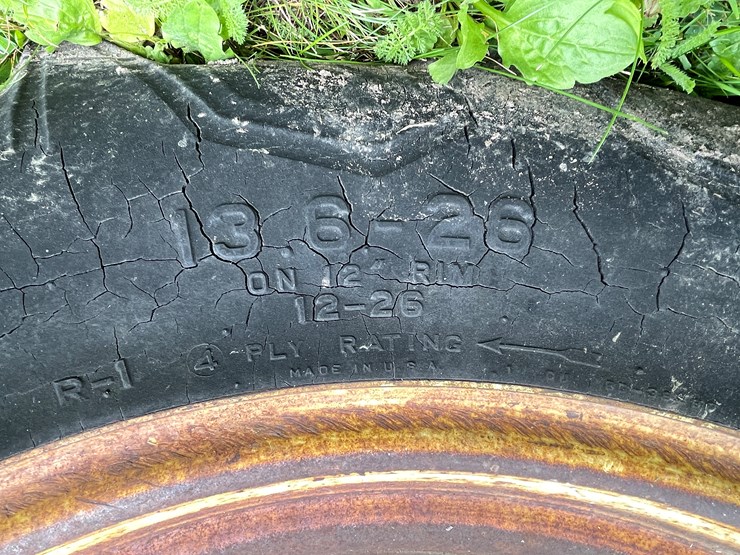 13.6-26
ON 12" RIM
12-26
R-1 4 PLY RATING
MADE IN U.S.A.